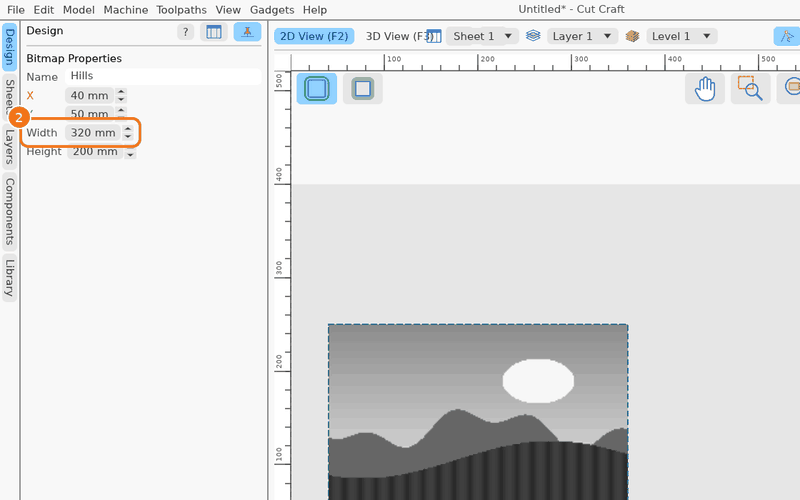 File Edit Model Machine Toolpaths View Gadgets Help Untitled* - Cut Craft
Design ?
2D View (F2) 3D View (F3) Sheet 1 Layer 1 Level 1
Bitmap Properties
Name Hills
X 40 mm
50 mm
2
Width 320 mm
Height 200 mm
Design
Sheets
Layers
Components
Library
100 200 300 400 500
500
400
300
200
100